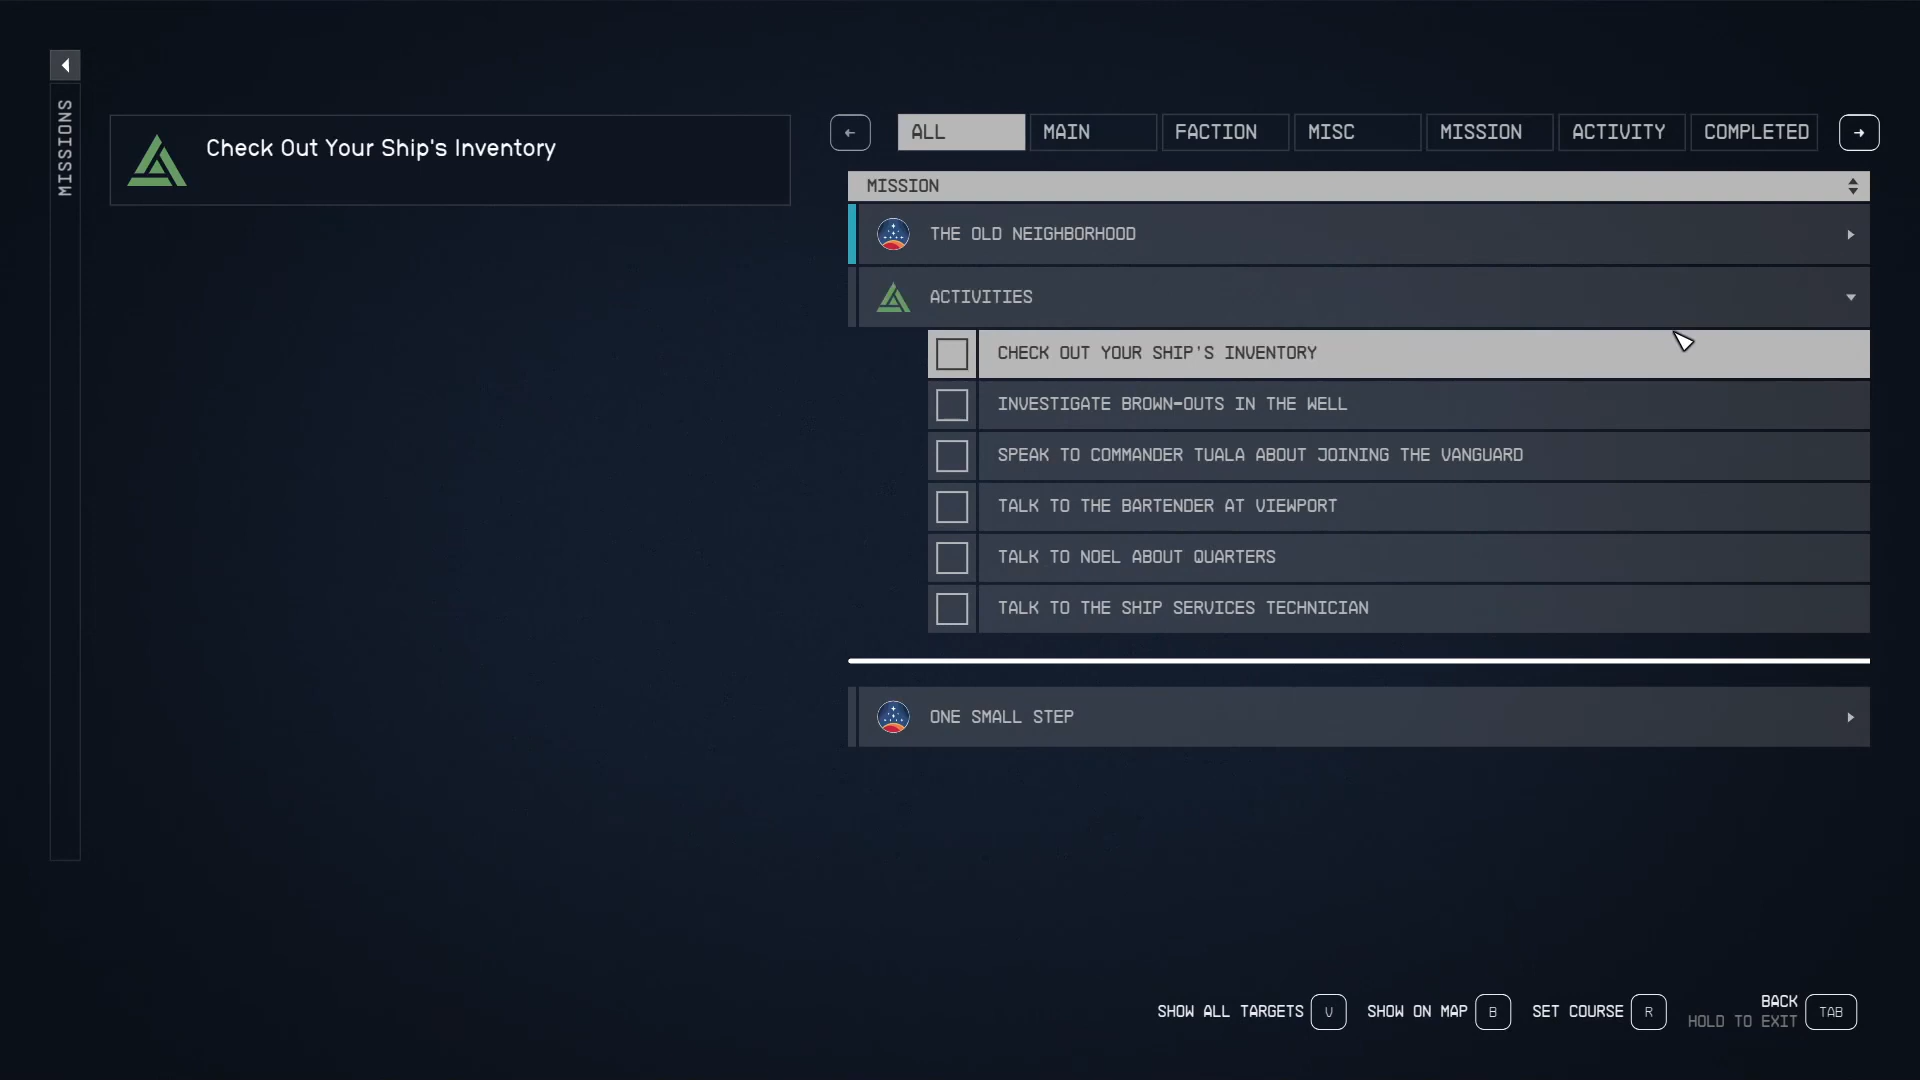 MISSIONS
Check Out Your Ship's Inventory
ALL MAIN FACTION MISC MISSION ACTIVITY COMPLETED
MISSION
THE OLD NEIGHBORHOOD
ACTIVITIES
CHECK OUT YOUR SHIP'S INVENTORY
INVESTIGATE BROWN-OUTS IN THE WELL
SPEAK TO COMMANDER TUALA ABOUT JOINING THE VANGUARD
TALK TO THE BARTENDER AT VIEWPORT
TALK TO NOEL ABOUT QUARTERS
TALK TO THE SHIP SERVICES TECHNICIAN
ONE SMALL STEP
SHOW ALL TARGETS V SHOW ON MAP B SET COURSE R BACK TAB
HOLD TO EXIT